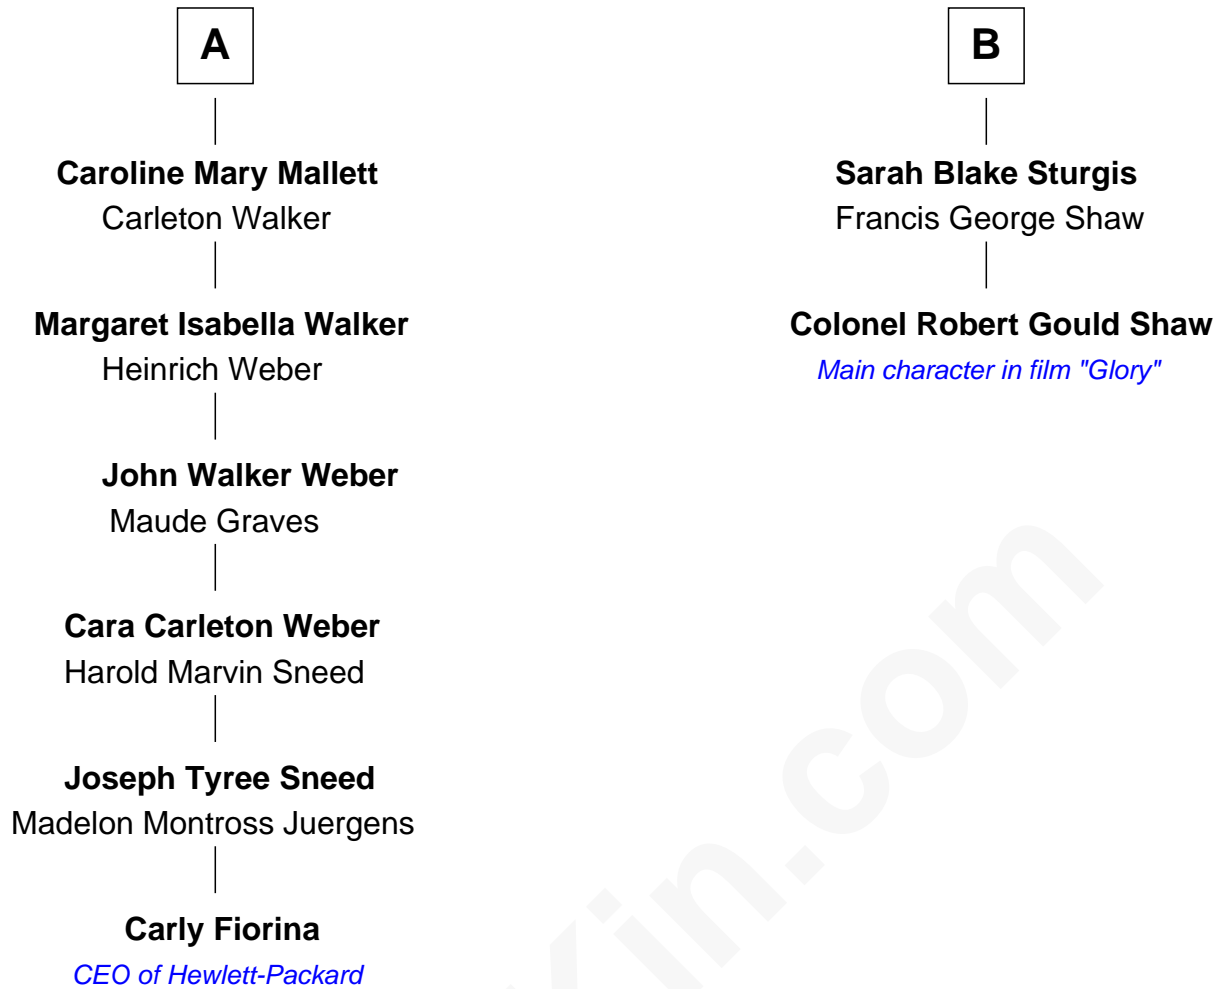 A
Caroline Mary Mallett
Carleton Walker
Margaret Isabella Walker
Heinrich Weber
John Walker Weber
Maude Graves
Cara Carleton Weber
Harold Marvin Sneed
Joseph Tyree Sneed
Madelon Montross Juergens
Carly Fiorina
CEO of Hewlett-Packard
B
Sarah Blake Sturgis
Francis George Shaw
Colonel Robert Gould Shaw
Main character in film "Glory"